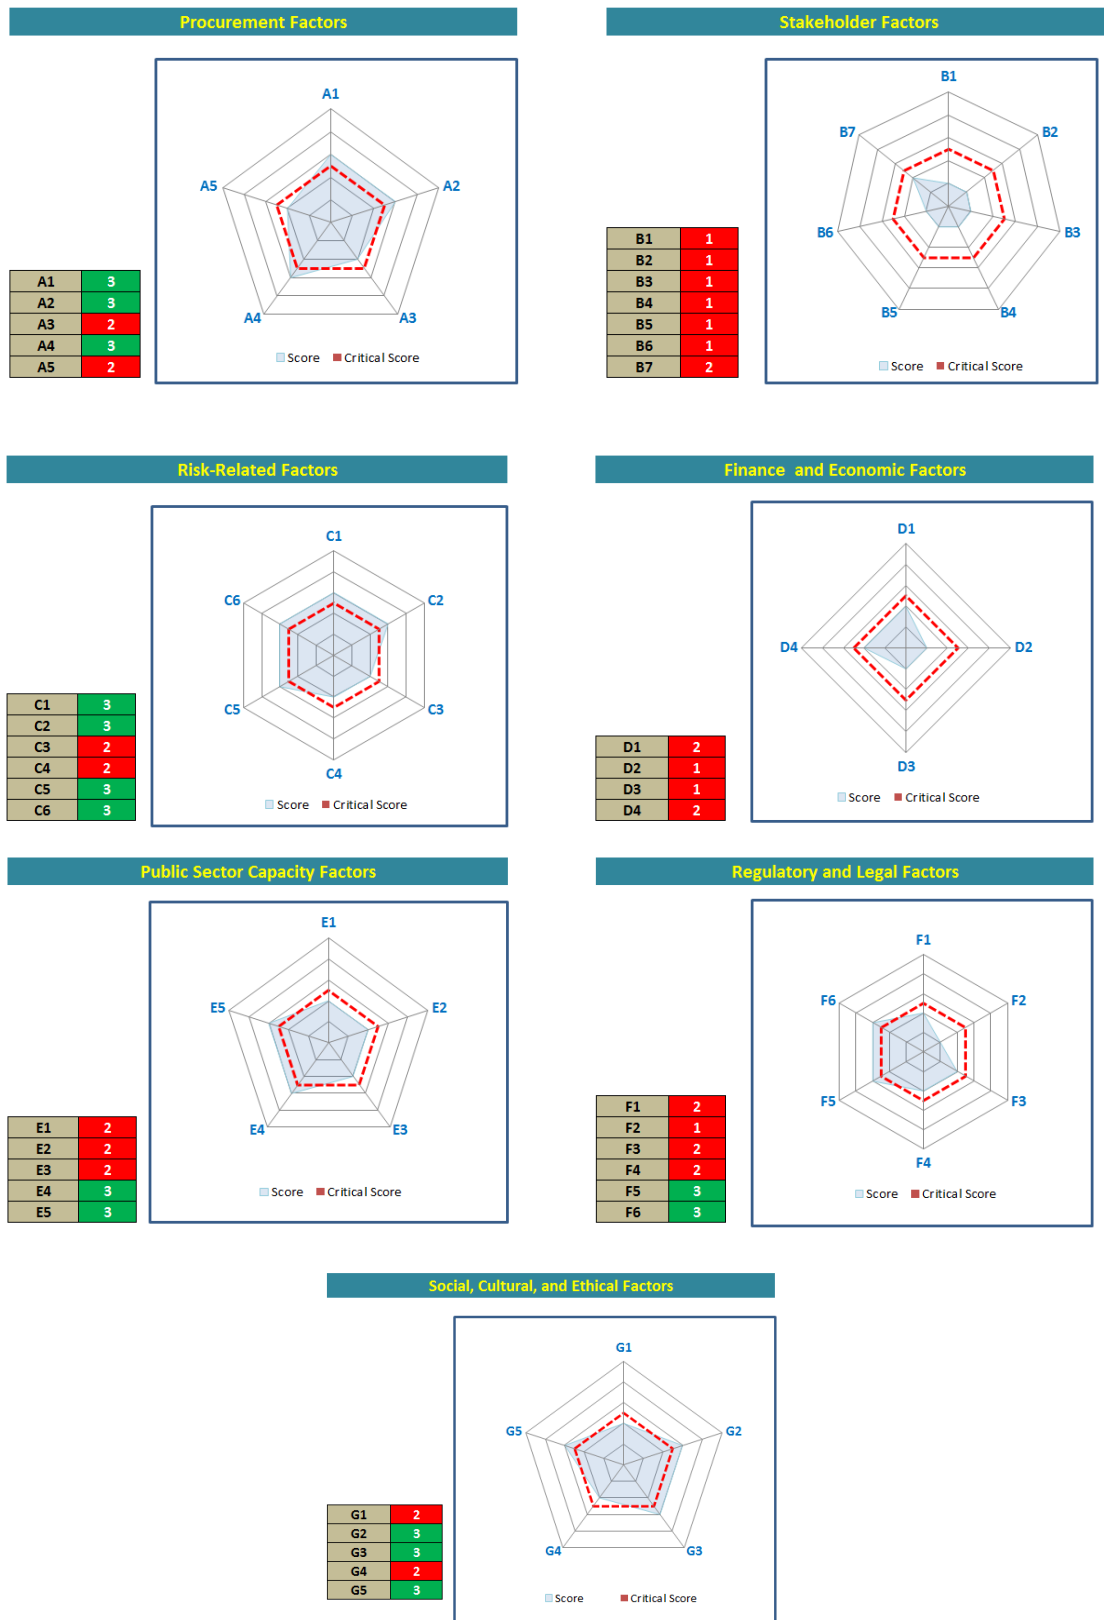 Procurement Factors
A1
A2
A3
A4
A5
A1 3
A2 3
A3 2
A4 3
A5 2
Score Critical Score
Stakeholder Factors
B1
B2
B3
B4
B5
B6
B7
B1 1
B2 1
B3 1
B4 1
B5 1
B6 1
B7 2
Score Critical Score
Risk-Related Factors
C1
C2
C3
C4
C5
C6
C1 3
C2 3
C3 2
C4 2
C5 3
C6 3
Score Critical Score
Finance and Economic Factors
D1
D2
D3
D4
D1 2
D2 1
D3 1
D4 2
Score Critical Score
Public Sector Capacity Factors
E1
E2
E3
E4
E5
E1 2
E2 2
E3 2
E4 3
E5 3
Score Critical Score
Regulatory and Legal Factors
F1
F2
F3
F4
F5
F6
F1 2
F2 1
F3 2
F4 2
F5 3
F6 3
Score Critical Score
Social, Cultural, and Ethical Factors
G1
G2
G3
G4
G5
G1 2
G2 3
G3 3
G4 2
G5 3
Score Critical Score